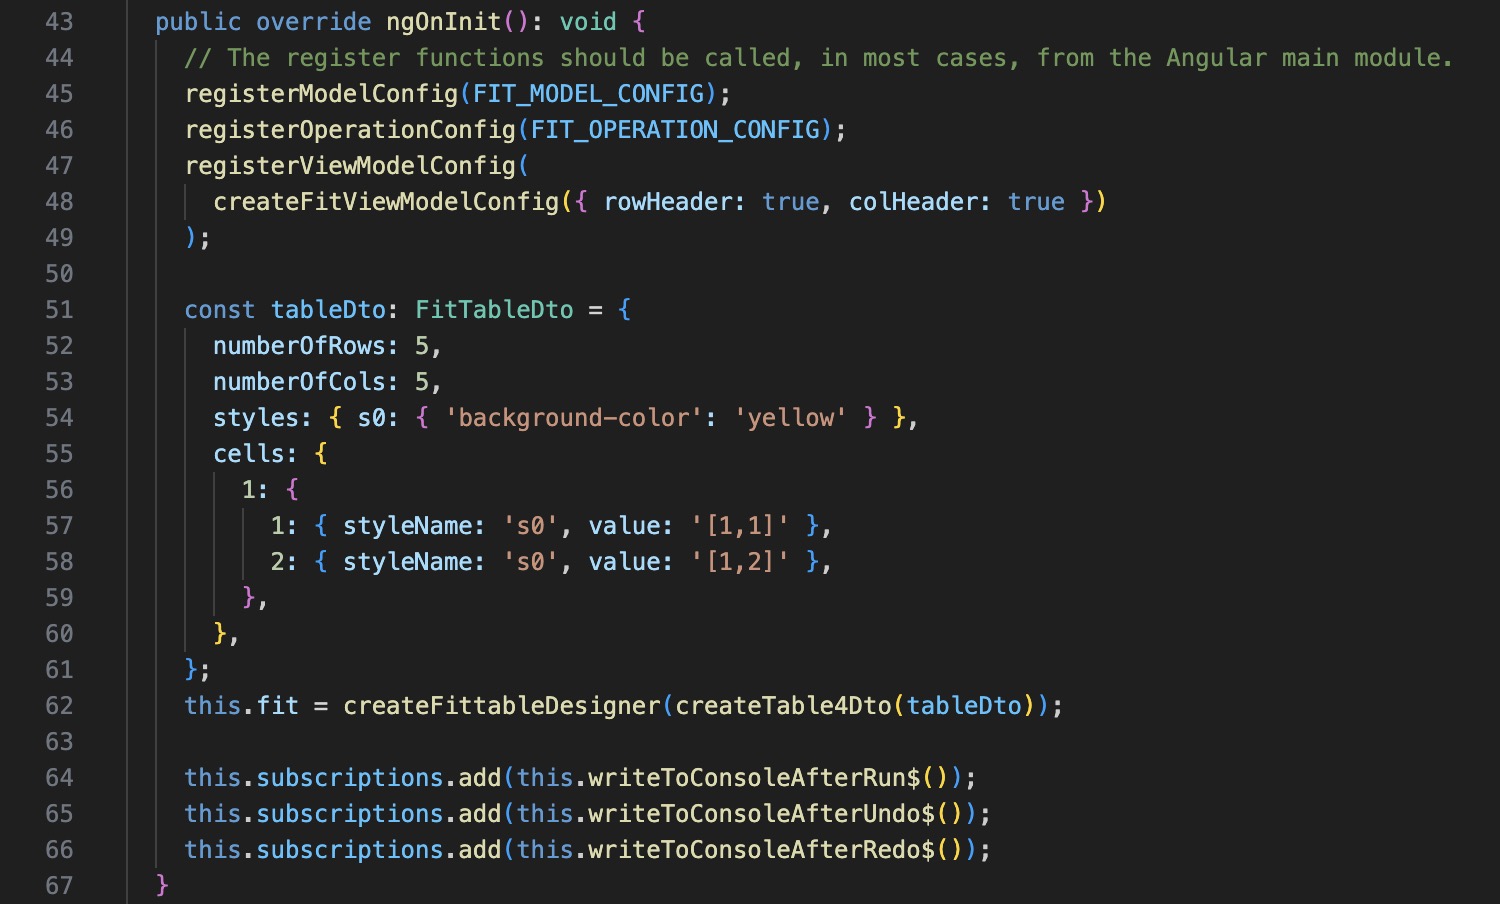 43 public override ngOnInit(): void {
44 // The register functions should be called, in most cases, from the Angular main module.
45 registerModelConfig(FIT_MODEL_CONFIG);
46 registerOperationConfig(FIT_OPERATION_CONFIG);
47 registerViewModelConfig(
48 createFitViewModelConfig({ rowHeader: true, colHeader: true })
49 );
50
51 const tableDto: FitTableDto = {
52 numberOfRows: 5,
53 numberOfCols: 5,
54 styles: { s0: { 'background-color': 'yellow' } },
55 cells: {
56 1: {
57 1: { styleName: 's0', value: '[1,1]' },
58 2: { styleName: 's0', value: '[1,2]' },
59 },
60 },
61 };
62 this.fit = createFittableDesigner(createTable4Dto(tableDto));
63
64 this.subscriptions.add(this.writeToConsoleAfterRun$());
65 this.subscriptions.add(this.writeToConsoleAfterUndo$());
66 this.subscriptions.add(this.writeToConsoleAfterRedo$());
67 }